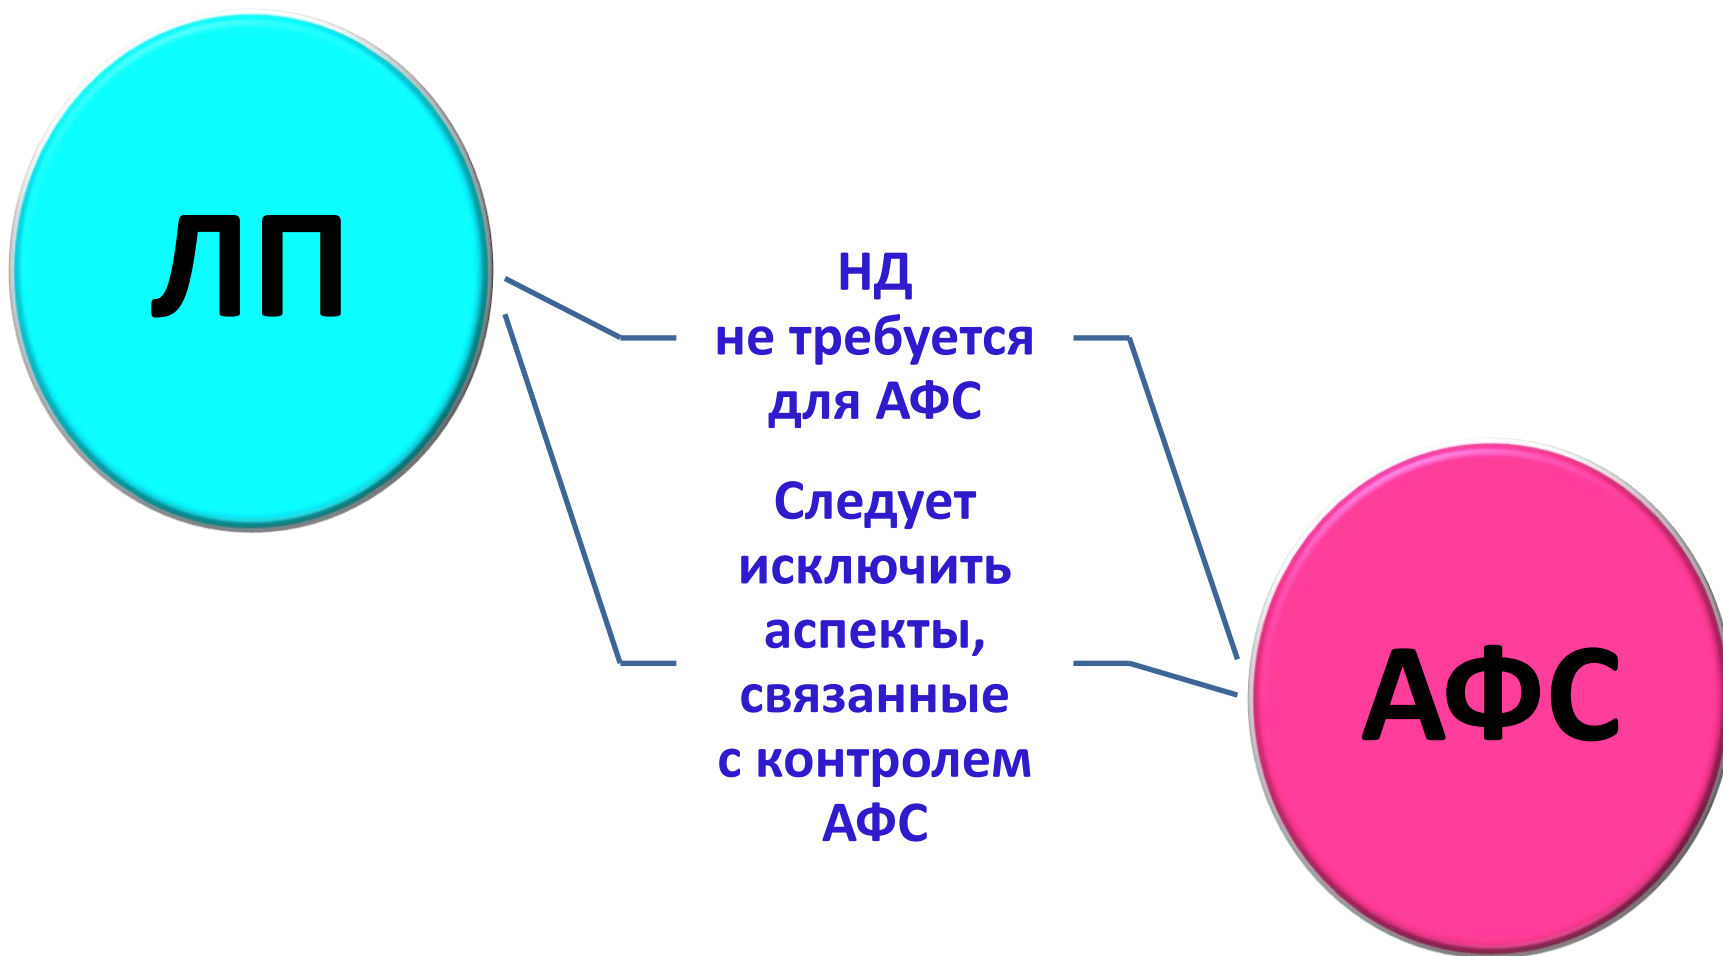 ЛП
НД
не требуется
для АФС
Следует
исключить
аспекты,
связанные
с контролем
АФС
АФС